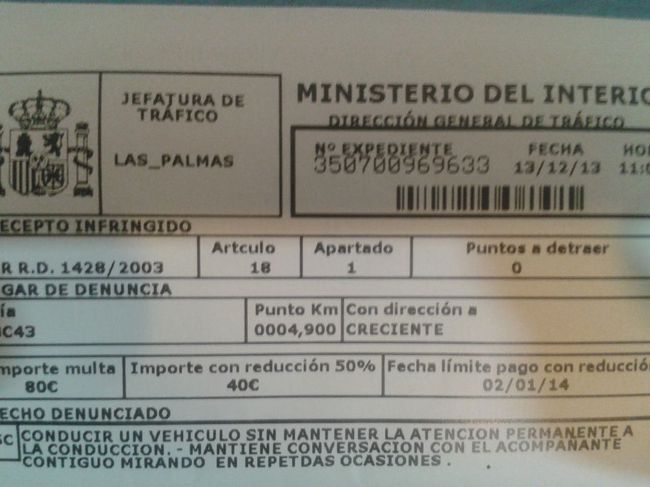 JEFATURA DE
TRÁFICO
LAS_PALMAS
MINISTERIO DEL INTERIO
DIRECCIÓN GENERAL DE TRÁFICO
Nº EXPEDIENTE FECHA HO
350700969633 13/12/13 11:0
ECEPTO INFRINGIDO
Artculo Apartado Puntos a detraer
R R.D. 1428/2003 18 1 0
GAR DE DENUNCIA
ía Punto Km Con dirección a
C43 0004,900 CRECIENTE
mporte multa Importe con reducción 50% Fecha límite pago con reducció
80€ 40€ 02/01/14
ECHO DENUNCIADO
SC CONDUCIR UN VEHICULO SIN MANTENER LA ATENCION PERMANENTE A
LA CONDUCCION. - MANTIENE CONVERSACION CON EL ACOMPAÑANTE
CONTIGUO MIRANDO EN REPETDAS OCASIONES .